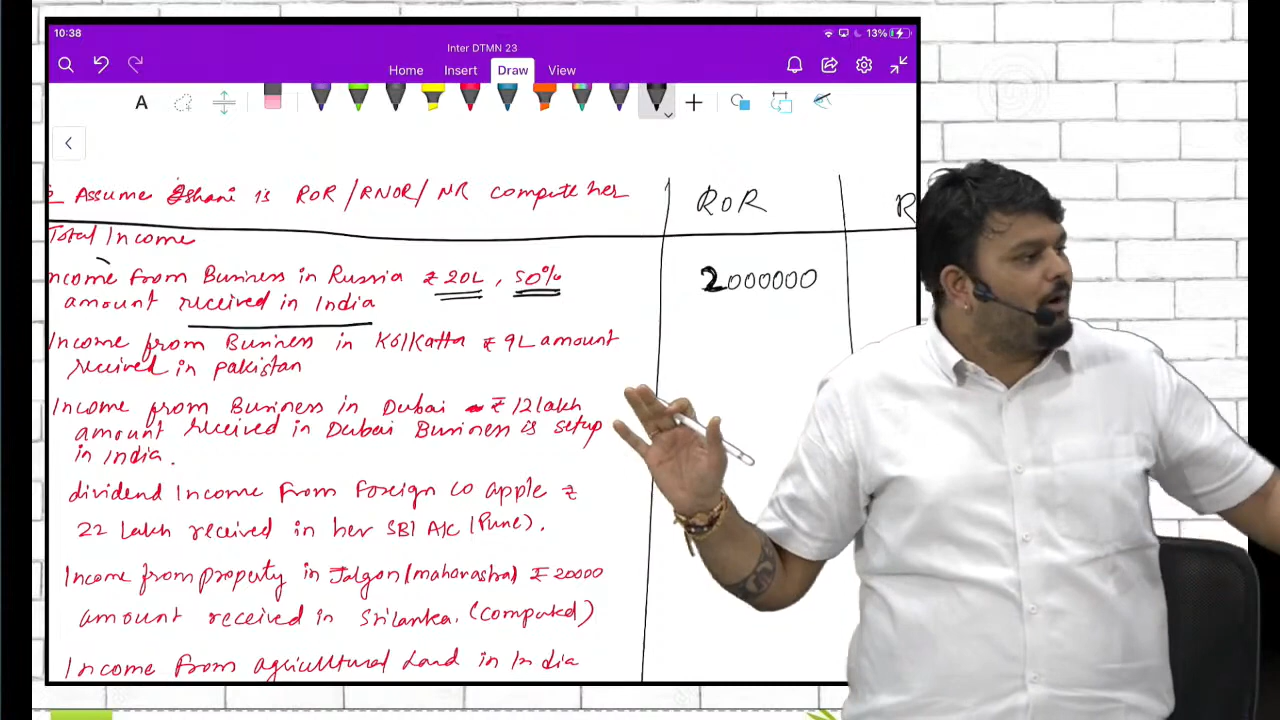 10:38
13%
Inter DTMN 23
Home Insert Draw View
A
Assume Eshani is ROR/RNOR/NR compute her
Total Income
ROR
R
ncome from Business in Russia ₹ 20L, 50%
amount received in India
2000000
Income from Business in Kolkatta ₹ 9L amount
received in pakistan
Income from Business in Dubai ₹ 12 lakh
amount received in Dubai Business is setup
in India.
dividend Income from foreign Co apple ₹
22 lakh received in her SBI A/c (Pune).
Income from property in Jalgon (maharashra) ₹ 20000
amount received in Srilanka. (Computed)
Income from agricultural Land in India